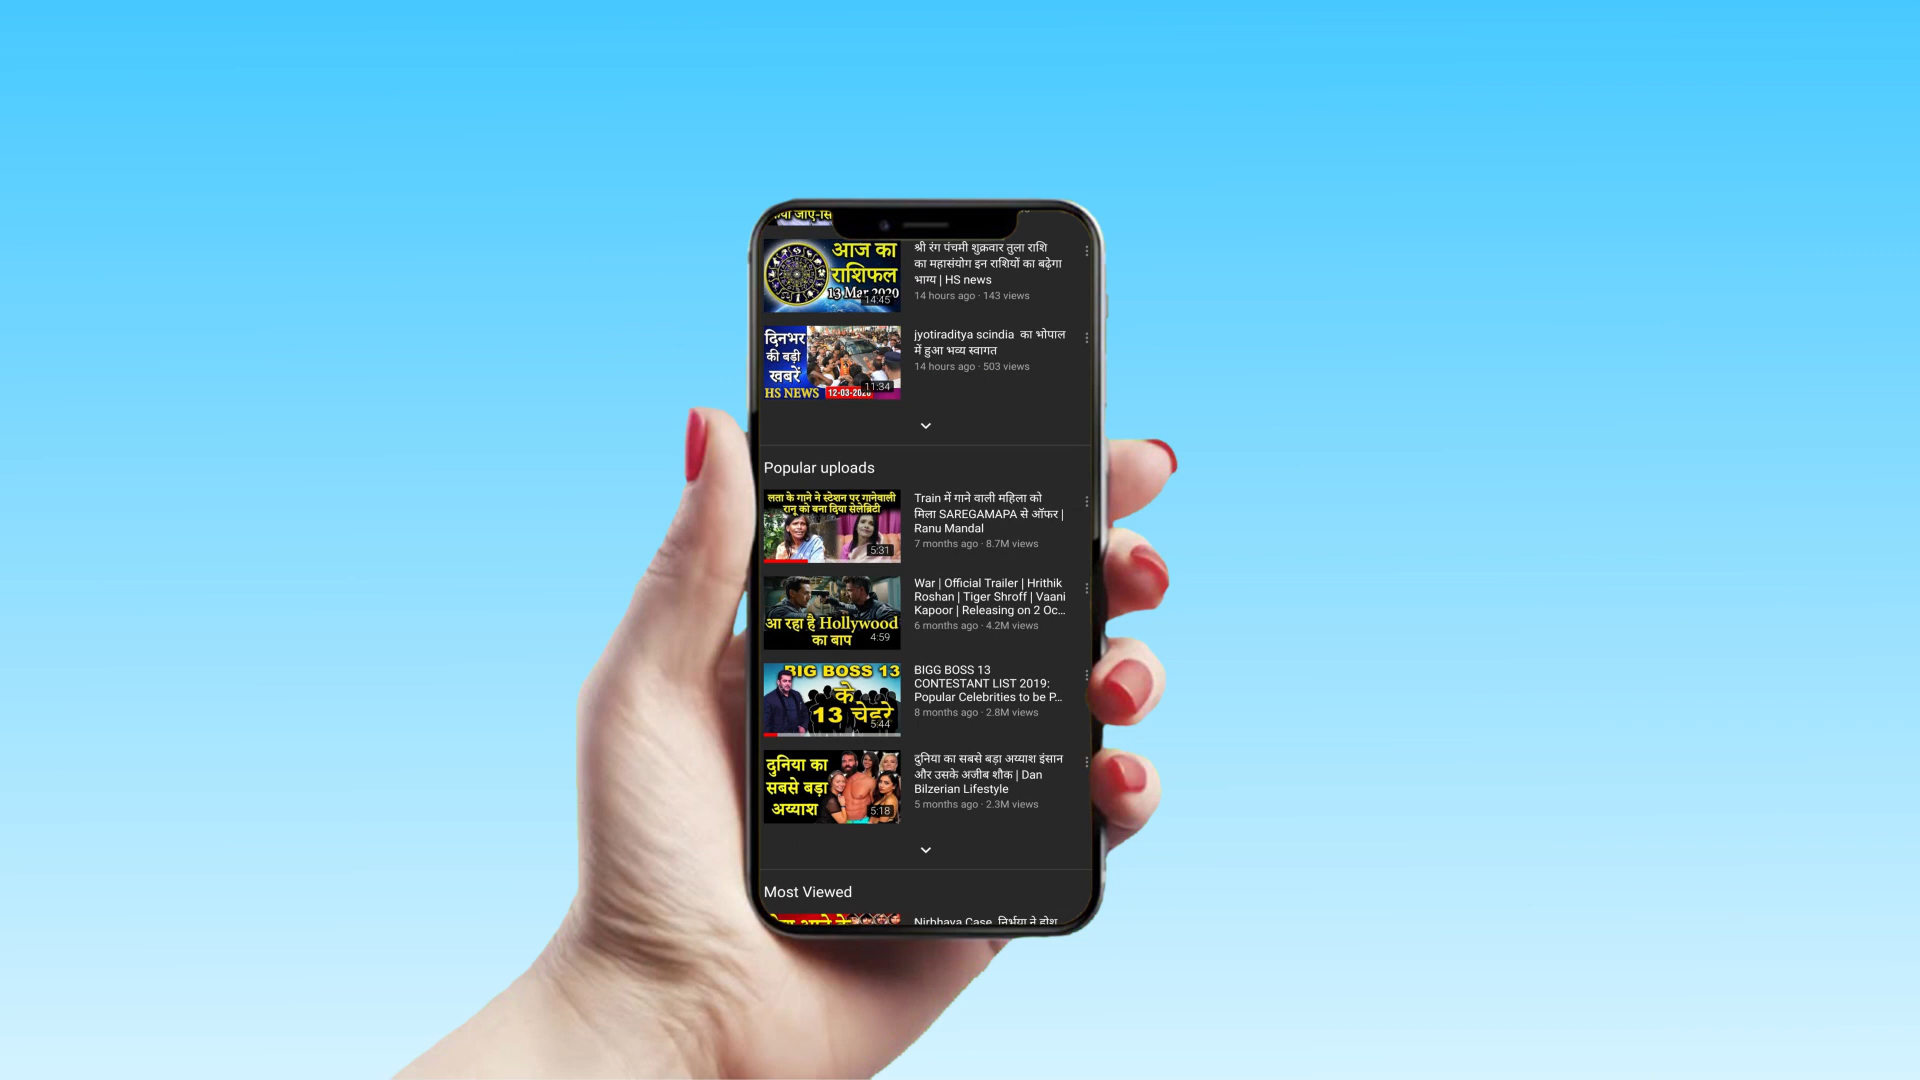 आज का
राशिफल
13 Mar 2020
14:45
श्री रंग पंचमी शुक्रवार तुला राशि
का महासंयोग इन राशियों का बढ़ेगा
भाग्य | HS news
14 hours ago · 143 views
दिनभर
की बड़ी
खबरें
HS NEWS
12-03-2020
11:34
jyotiraditya scindia का भोपाल
में हुआ भव्य स्वागत
14 hours ago · 503 views
Popular uploads
लता के गाने ने स्टेशन पर गानेवाली
रानू को बना दिया सेलेब्रिटी
5:31
Train में गाने वाली महिला को
मिला SAREGAMAPA से ऑफर |
Ranu Mandal
7 months ago · 8.7M views
आ रहा है Hollywood
का बाप
4:59
War | Official Trailer | Hrithik
Roshan | Tiger Shroff | Vaani
Kapoor | Releasing on 2 Oc...
6 months ago · 4.2M views
BIG BOSS 13
के
13 चेहरे
5:44
BIGG BOSS 13
CONTESTANT LIST 2019:
Popular Celebrities to be P...
8 months ago · 2.8M views
दुनिया का
सबसे बड़ा
अय्याश
5:18
दुनिया का सबसे बड़ा अय्याश इंसान
और उसके अजीब शौक | Dan
Bilzerian Lifestyle
5 months ago · 2.3M views
Most Viewed
Nirbhaya Case निर्भया ने होश